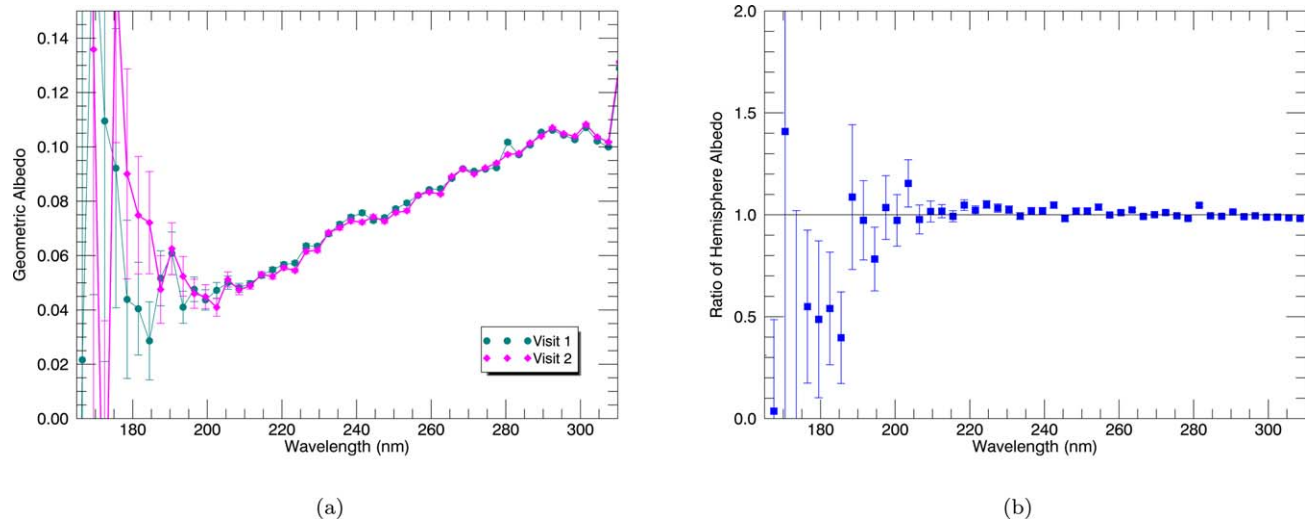 0.14
0.12
0.10
0.08
0.06
0.04
0.02
0.00
Geometric Albedo
180 200 220 240 260 280 300
Wavelength (nm)
Visit 1
Visit 2
(a)
2.0
1.5
1.0
0.5
0.0
Ratio of Hemisphere Albedo
180 200 220 240 260 280 300
Wavelength (nm)
(b)